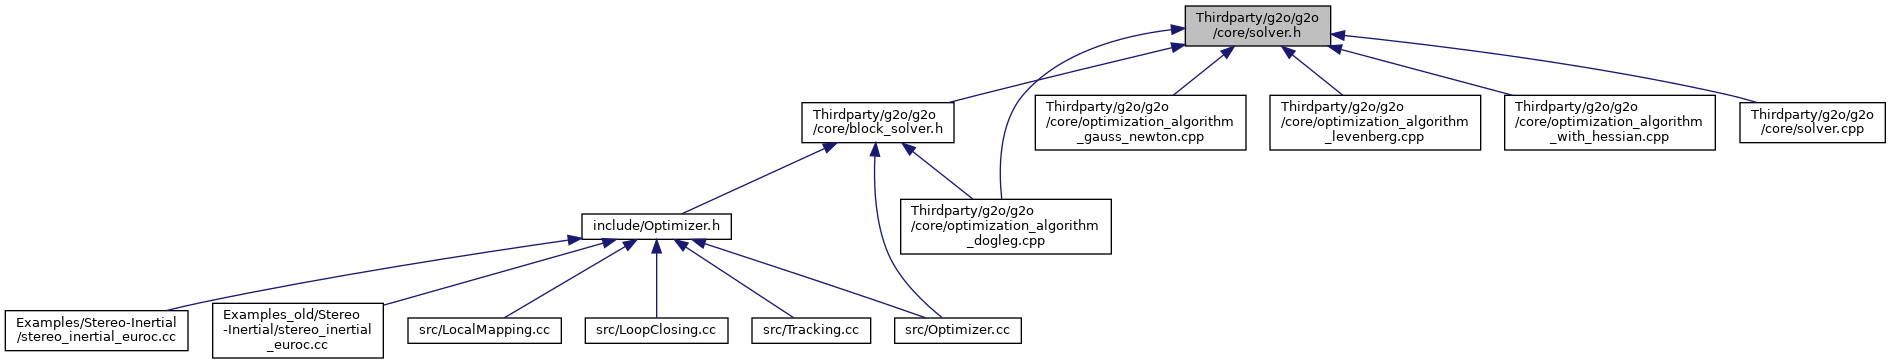 Thirdparty/g2o/g2o
/core/solver.h
Thirdparty/g2o/g2o
/core/block_solver.h
Thirdparty/g2o/g2o
/core/optimization_algorithm
_gauss_newton.cpp
Thirdparty/g2o/g2o
/core/optimization_algorithm
_levenberg.cpp
Thirdparty/g2o/g2o
/core/optimization_algorithm
_with_hessian.cpp
Thirdparty/g2o/g2o
/core/solver.cpp
include/Optimizer.h
Thirdparty/g2o/g2o
/core/optimization_algorithm
_dogleg.cpp
Examples/Stereo-Inertial
/stereo_inertial_euroc.cc
Examples_old/Stereo
-Inertial/stereo_inertial
_euroc.cc
src/LocalMapping.cc
src/LoopClosing.cc
src/Tracking.cc
src/Optimizer.cc